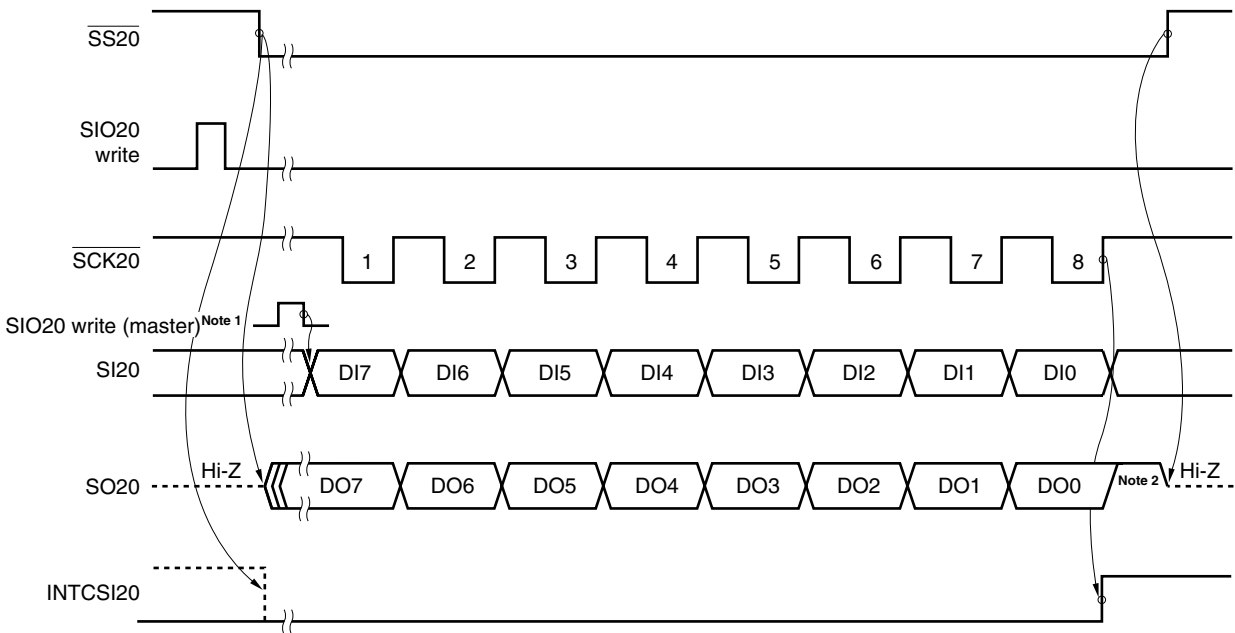 SS20
SIO20
write
SCK20
1 2 3 4 5 6 7 8
SIO20 write (master)Note 1
SI20
DI7 DI6 DI5 DI4 DI3 DI2 DI1 DI0
SO20
Hi-Z
DO7 DO6 DO5 DO4 DO3 DO2 DO1 DO0
Note 2
Hi-Z
INTCSI20